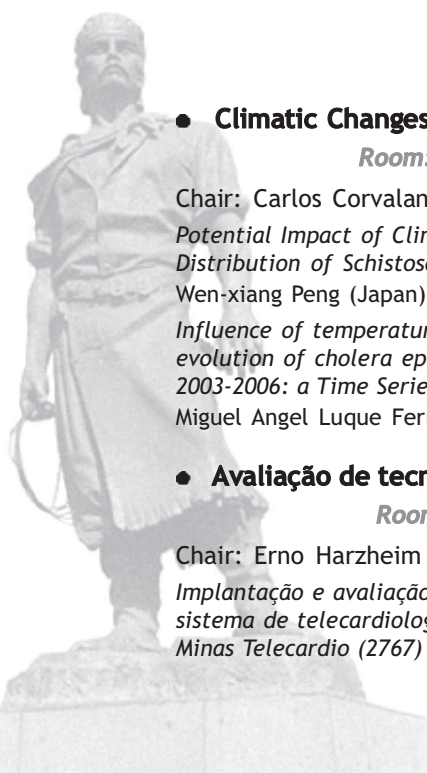 ● Climatic Changes
Room:
Chair: Carlos Corvalan
Potential Impact of Clim
Distribution of Schistoso
Wen-xiang Peng (Japan)
Influence of temperatur
evolution of cholera ep
2003-2006: a Time Serie
Miguel Angel Luque Fer
● Avaliação de tecn
Room
Chair: Erno Harzheim
Implantação e avaliação
sistema de telecardiolog
Minas Telecardio (2767)